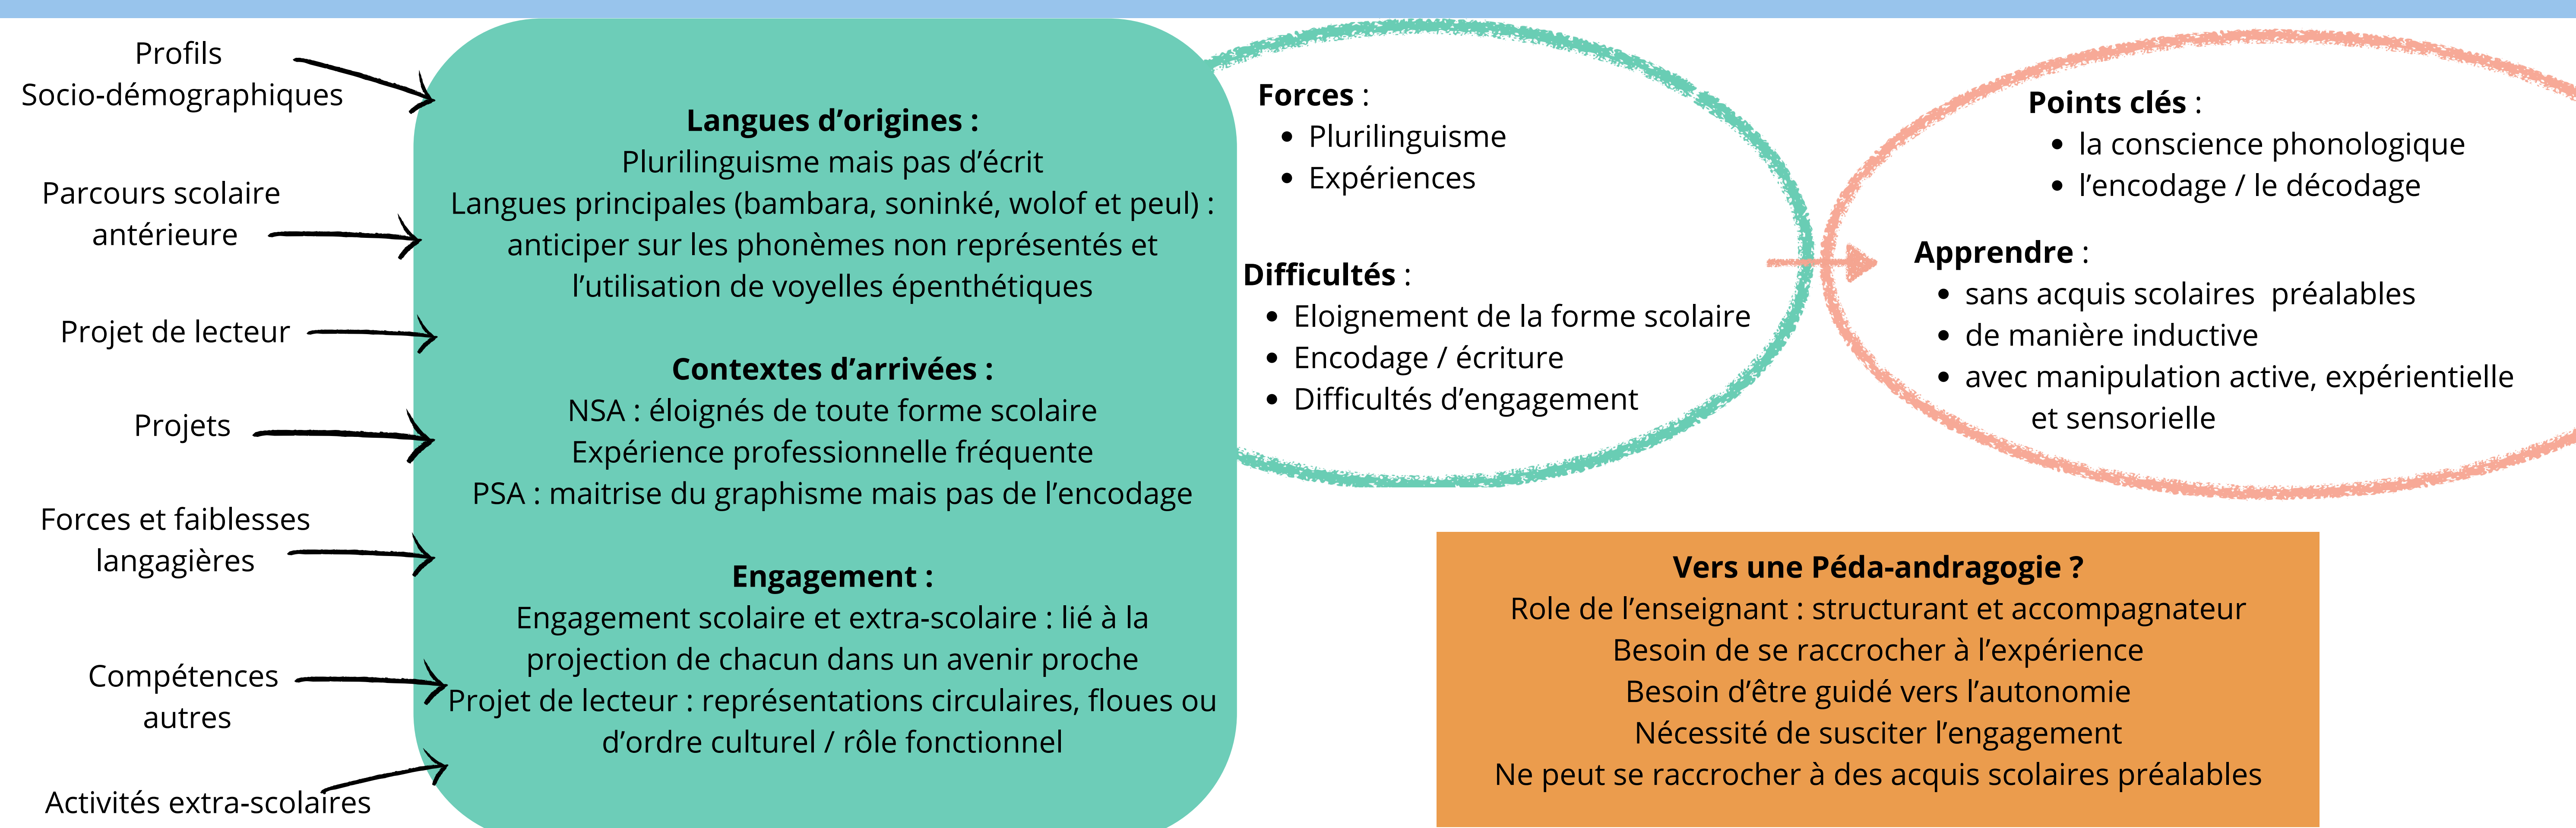 Profils
Socio-démographiques
Parcours scolaire
antérieure
Projet de lecteur
Projets
Forces et faiblesses
langagières
Compétences
autres
Activités extra-scolaires
Langues d’origines :
Plurilinguisme mais pas d’écrit
Langues principales (bambara, soninké, wolof et peul) :
anticiper sur les phonèmes non représentés et
l’utilisation de voyelles épenthétiques
Contextes d’arrivées :
NSA : éloignés de toute forme scolaire
Expérience professionnelle fréquente
PSA : maitrise du graphisme mais pas de l’encodage
Engagement :
Engagement scolaire et extra-scolaire : lié à la
projection de chacun dans un avenir proche
Projet de lecteur : représentations circulaires, floues ou
d’ordre culturel / rôle fonctionnel
Forces :
• Plurilinguisme
• Expériences
Difficultés :
• Eloignement de la forme scolaire
• Encodage / écriture
• Difficultés d’engagement
Points clés :
• la conscience phonologique
• l’encodage / le décodage
Apprendre :
• sans acquis scolaires préalables
• de manière inductive
• avec manipulation active, expérientielle
et sensorielle
Vers une Péda-andragogie ?
Role de l’enseignant : structurant et accompagnateur
Besoin de se raccrocher à l’expérience
Besoin d’être guidé vers l’autonomie
Nécessité de susciter l’engagement
Ne peut se raccrocher à des acquis scolaires préalables